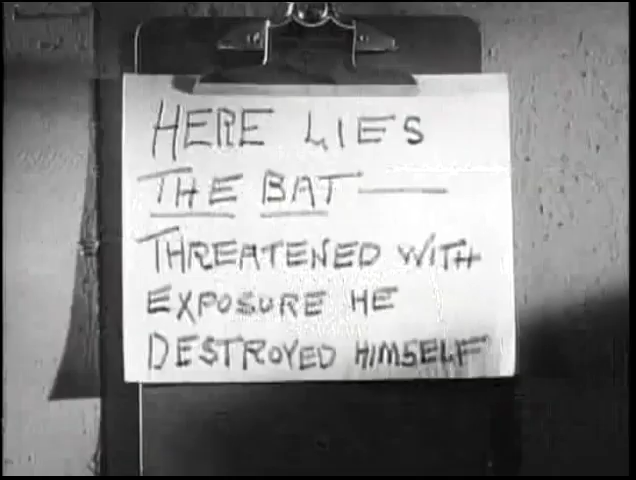 HERE LIES
THE BAT —
THREATENED WITH
EXPOSURE HE
DESTROYED HIMSELF